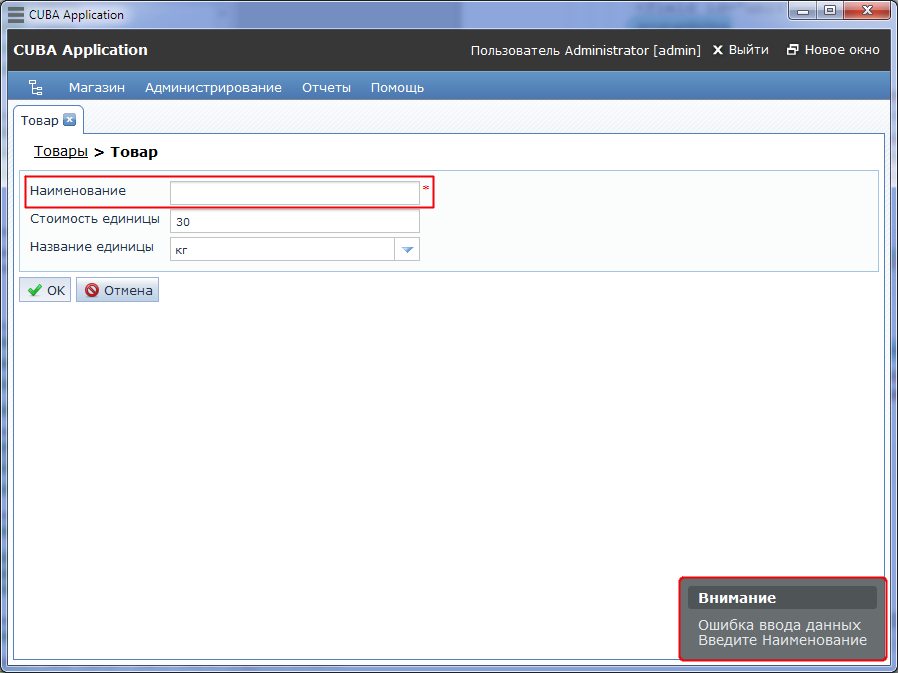 CUBA Application
CUBA Application
Пользователь Administrator [admin] Выйти Новое окно
Магазин Администрирование Отчеты Помощь
Товар
Товары > Товар
Наименование *
Стоимость единицы 30
Название единицы кг
OK Отмена
Внимание
Ошибка ввода данных
Введите Наименование